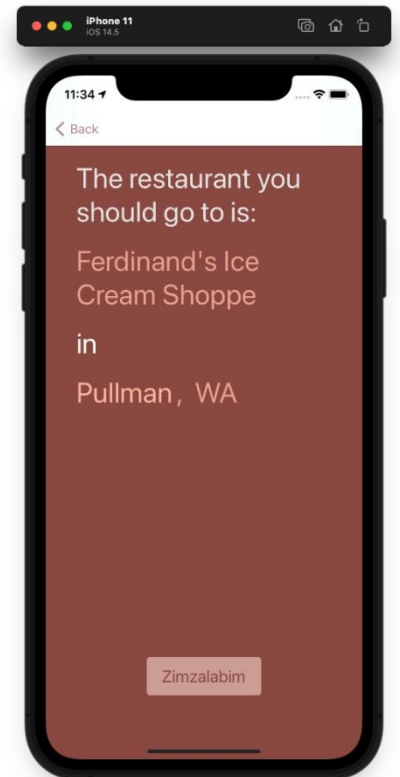 iPhone 11
iOS 14.5
11:34
Back
The restaurant you
should go to is:
Ferdinand's Ice
Cream Shoppe
in
Pullman, WA
Zimzalabim